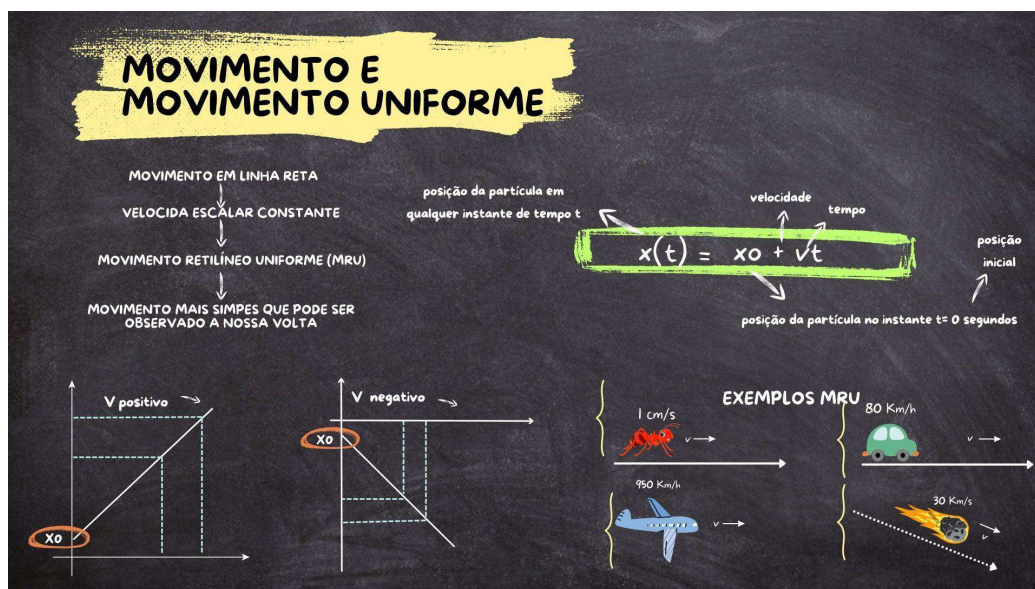 MOVIMENTO E
MOVIMENTO UNIFORME
MOVIMENTO EM LINHA RETA
VELOCIDA ESCALAR CONSTANTE
MOVIMENTO RETILÍNEO UNIFORME (MRU)
MOVIMENTO MAIS SIMPES QUE PODE SER
OBSERVADO A NOSSA VOLTA
posição da partícula em
qualquer instante de tempo t
velocidade
tempo
x(t) = xo + vt
posição
inicial
posição da partícula no instante t= 0 segundos
V positivo
xo
V negativo
xo
EXEMPLOS MRU
1 cm/s
v
80 Km/h
v
950 Km/h
v
30 Km/s
v